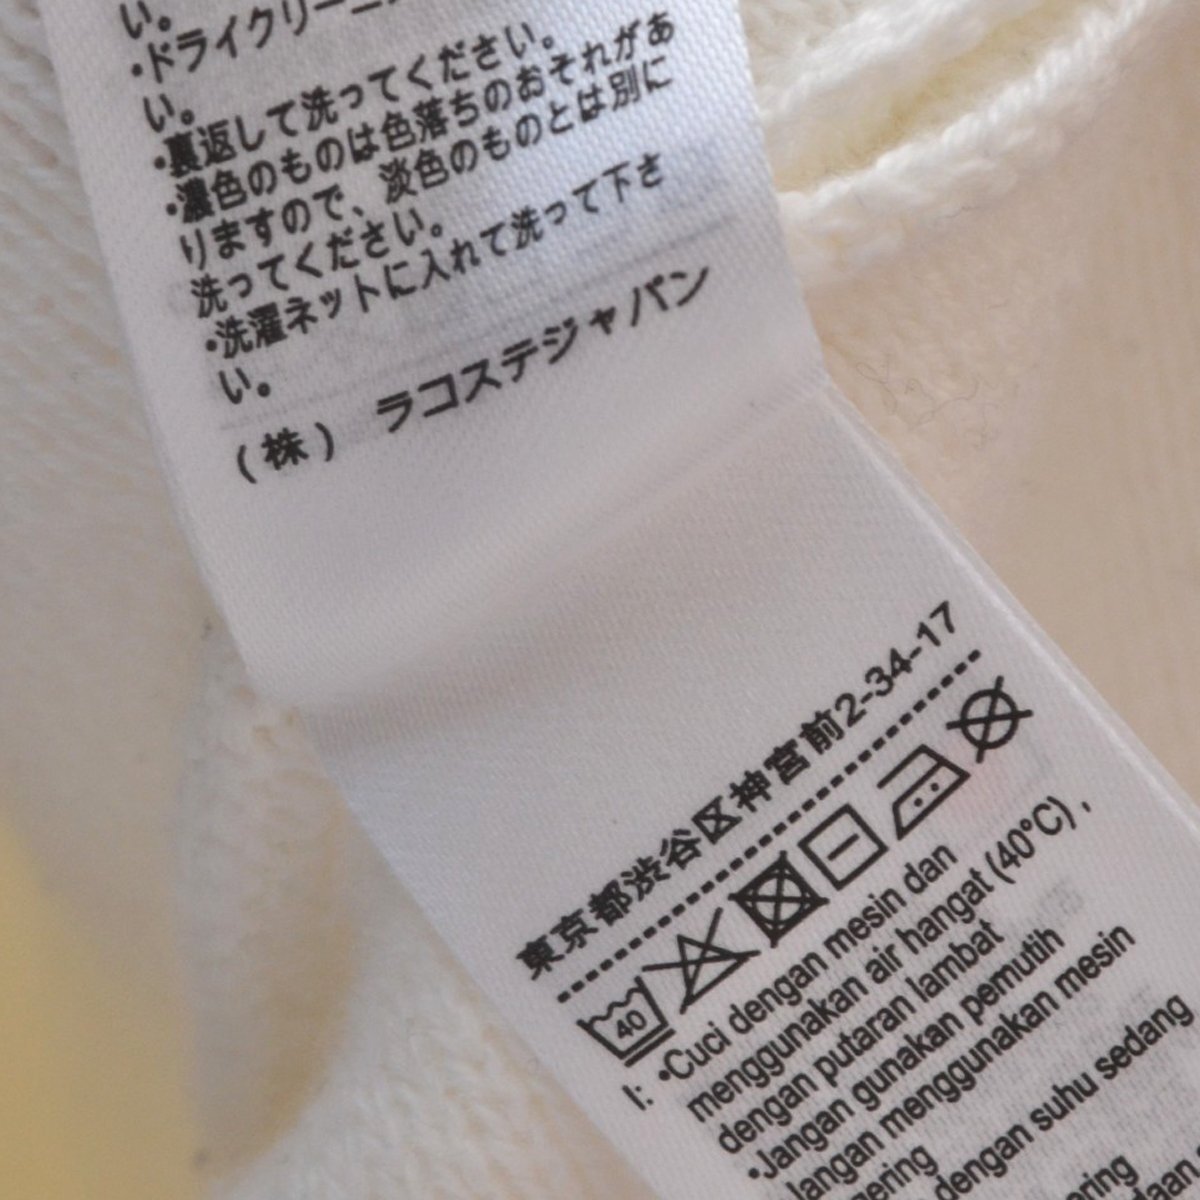 い。
・ドライクリーニ
い。
・裏返して洗ってください。
・濃色のものは色落ちのおそれがあ
りますので、淡色のものとは別に
洗ってください。
・洗濯ネットに入れて洗って下さ
い。
(株) ラコステジャパン
東京都渋谷区神宮前2-34-17
40
I: •Cuci dengan mesin dan
menggunakan air hangat (40°C) ,
dengan putaran lambat
•Jangan gunakan pemutih
Jangan menggunakan mesin
gering
dengan suhu sedang
ering